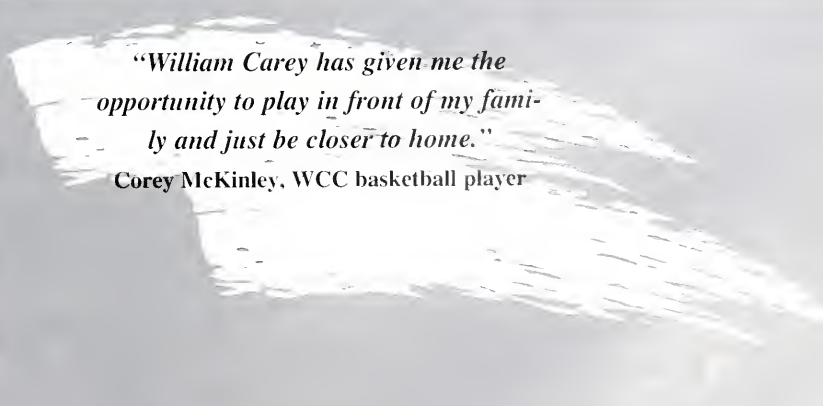 “William Carey has given me the
opportunity to play in front of my fami-
ly and just be closer to home.”
Corey McKinley, WCC basketball player